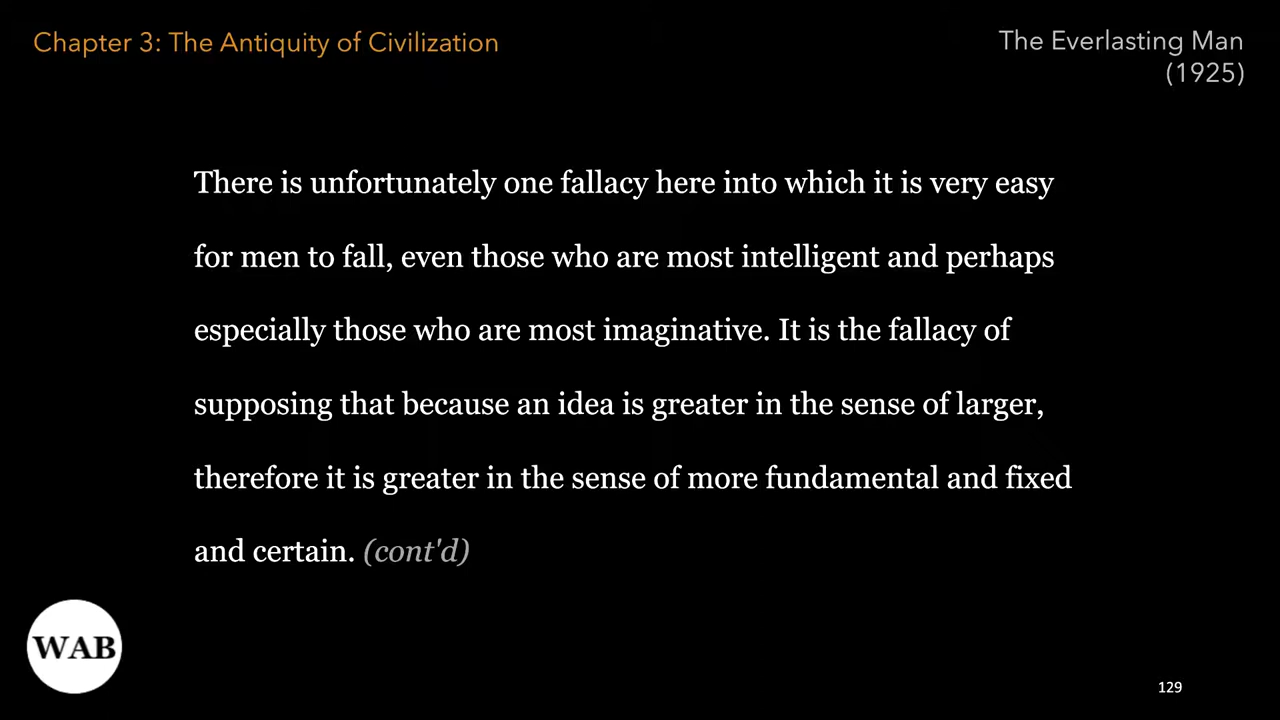 Chapter 3: The Antiquity of Civilization
The Everlasting Man
(1925)
There is unfortunately one fallacy here into which it is very easy
for men to fall, even those who are most intelligent and perhaps
especially those who are most imaginative. It is the fallacy of
supposing that because an idea is greater in the sense of larger,
therefore it is greater in the sense of more fundamental and fixed
and certain. (cont'd)
WAB
129